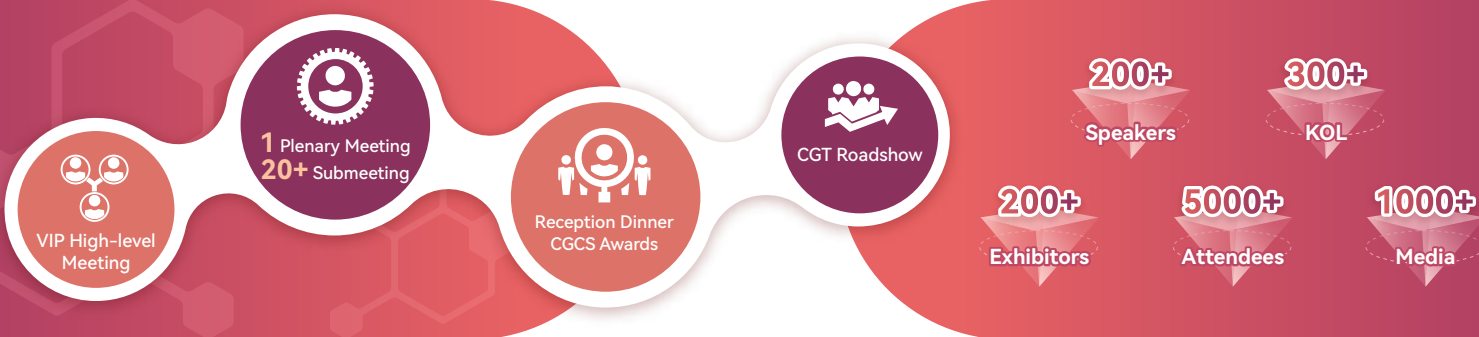 VIP High-level
Meeting
1 Plenary Meeting
20+ Submeeting
Reception Dinner
CGCS Awards
CGT Roadshow
200+
Speakers
300+
KOL
200+
Exhibitors
5000+
Attendees
1000+
Media